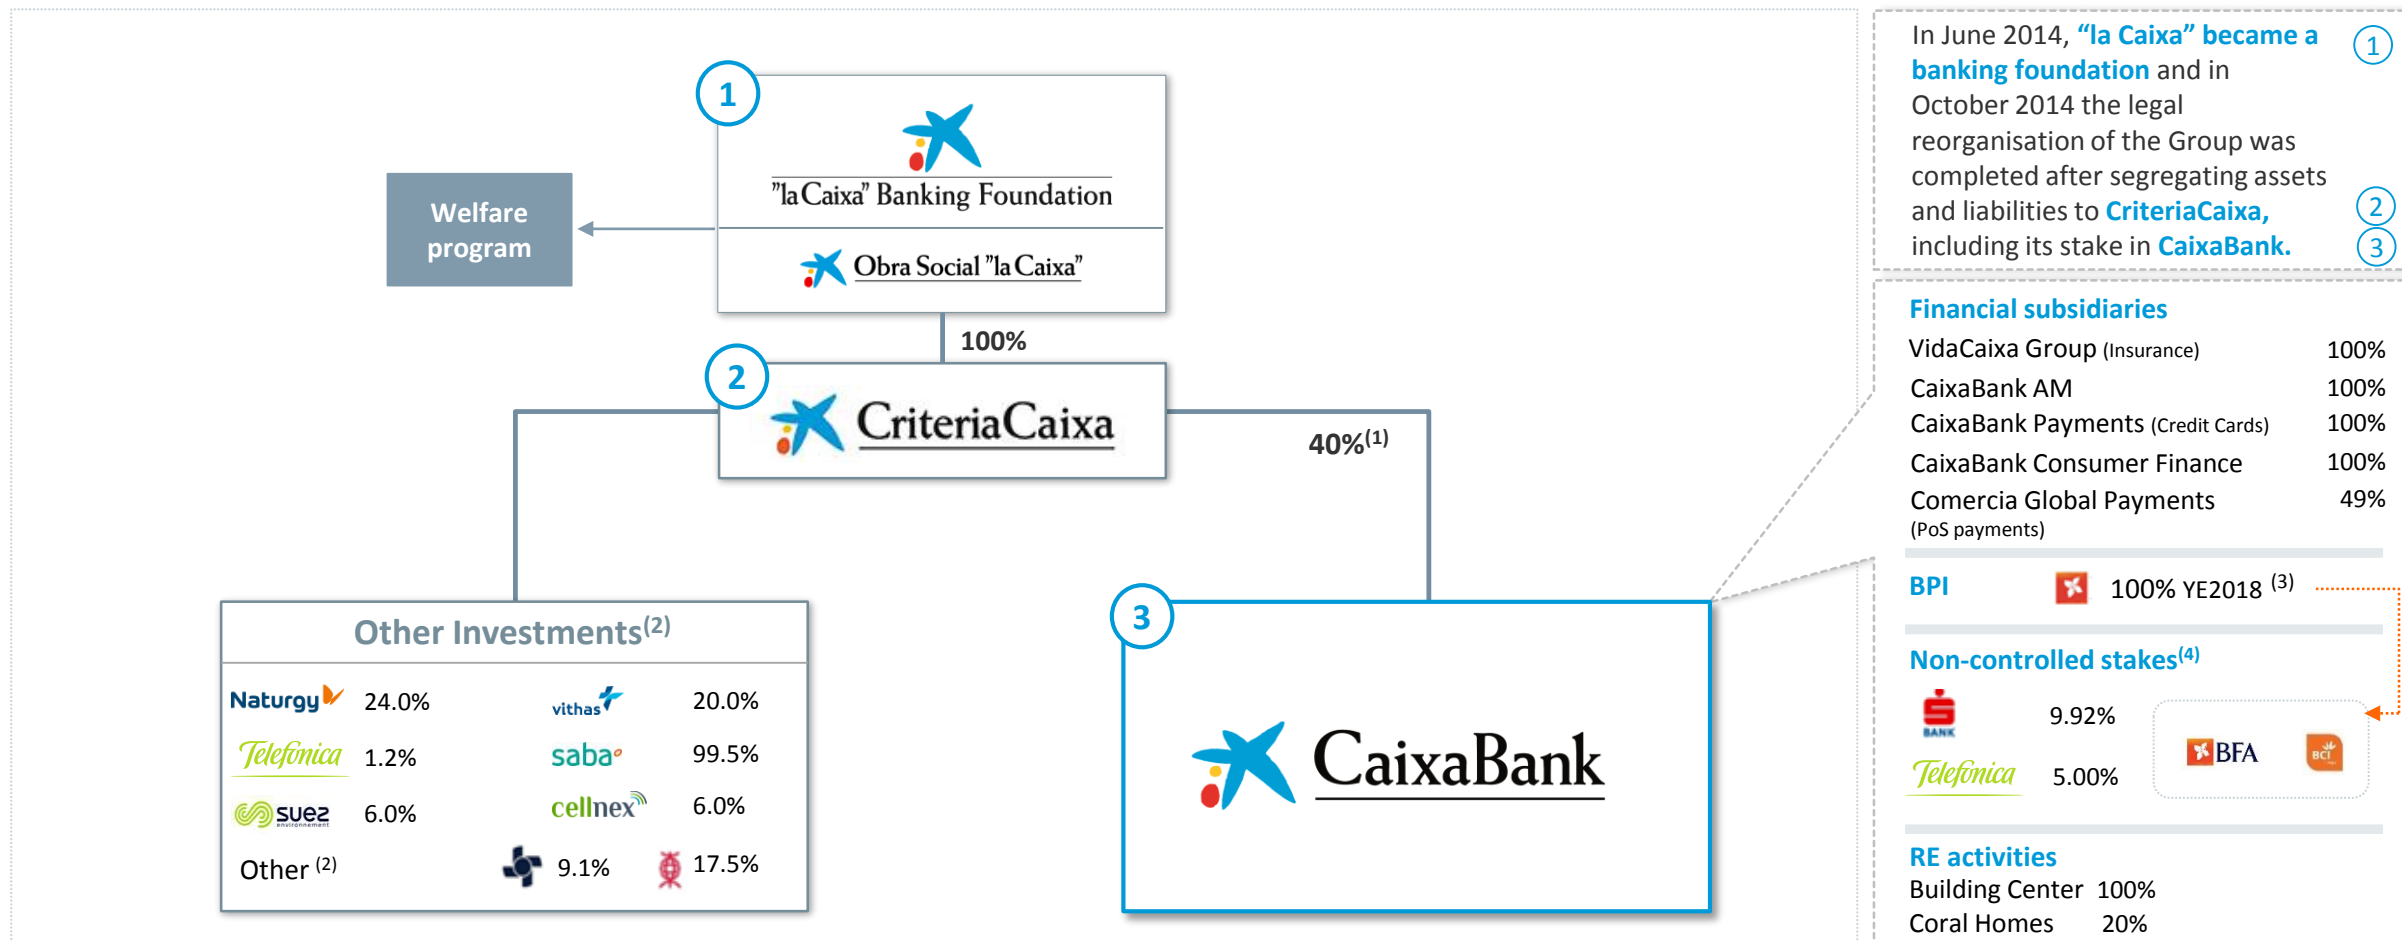 1
"la Caixa" Banking Foundation
Obra Social "la Caixa"
Welfare
program
100%
2
CriteriaCaixa
40%(1)
Other Investments(2)
Naturgy 24.0%
vithas 20.0%
Telefónica 1.2%
saba 99.5%
suez
environnement
6.0%
cellnex 6.0%
Other (2) 9.1% 17.5%
3
CaixaBank
In June 2014, “la Caixa” became a 1
banking foundation and in
October 2014 the legal
reorganisation of the Group was
completed after segregating assets
and liabilities to CriteriaCaixa, 2
including its stake in CaixaBank. 3
Financial subsidiaries
VidaCaixa Group (Insurance) 100%
CaixaBank AM 100%
CaixaBank Payments (Credit Cards) 100%
CaixaBank Consumer Finance 100%
Comercia Global Payments 49%
(PoS payments)
BPI 100% YE2018 (3)
Non-controlled stakes(4)
BANK 9.92%
Telefónica 5.00%
BFA
BCI
RE activities
Building Center 100%
Coral Homes 20%